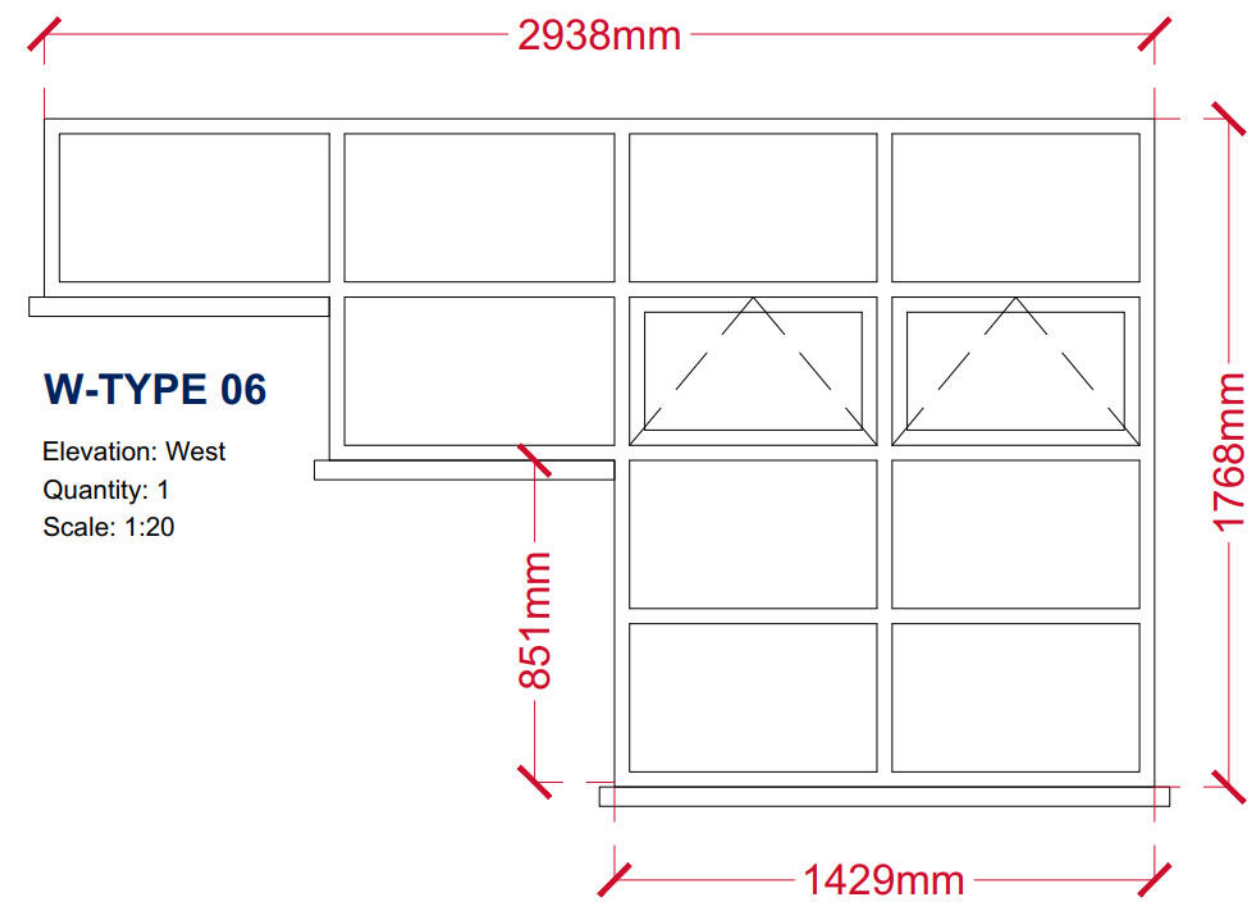 2938mm
W-TYPE 06
Elevation: West
Quantity: 1
Scale: 1:20
851mm
1768mm
1429mm